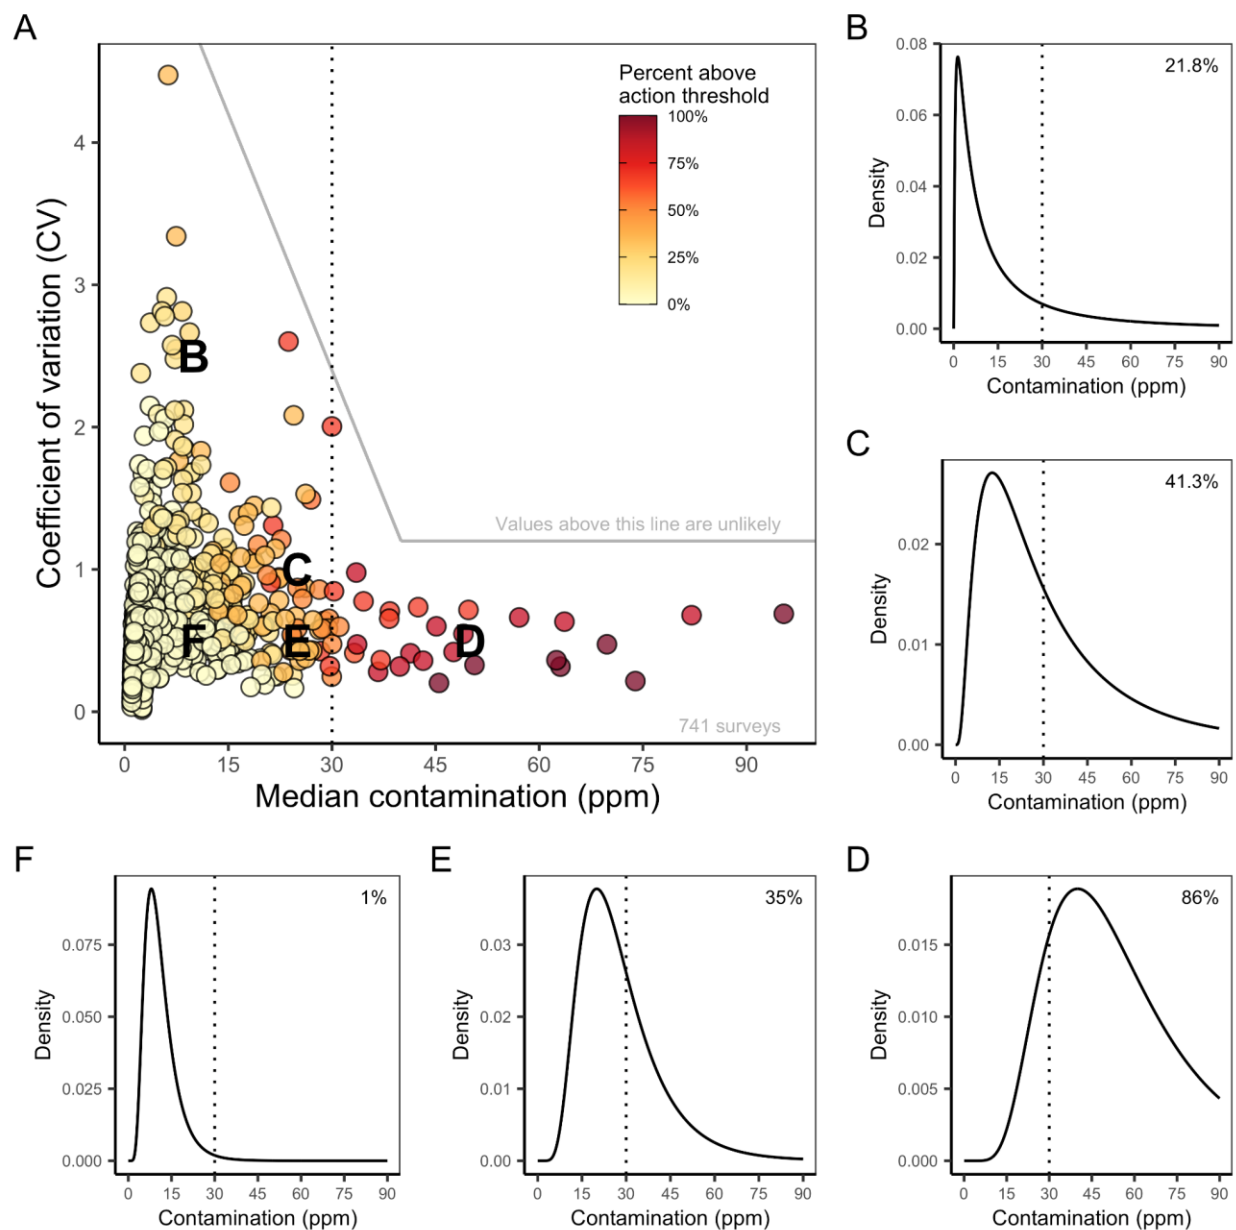 A
Coefficient of variation (CV)
4
3
2
1
0
Percent above
action threshold
100%
75%
50%
25%
0%
B
C
F
E
D
Values above this line are unlikely
741 surveys
0 15 30 45 60 75 90
Median contamination (ppm)
B
21.8%
Density
0.08
0.06
0.04
0.02
0.00
0 15 30 45 60 75 90
Contamination (ppm)
C
41.3%
Density
0.02
0.01
0.00
0 15 30 45 60 75 90
Contamination (ppm)
F
1%
Density
0.075
0.050
0.025
0.000
0 15 30 45 60 75 90
Contamination (ppm)
E
35%
Density
0.03
0.02
0.01
0.00
0 15 30 45 60 75 90
Contamination (ppm)
D
86%
Density
0.015
0.010
0.005
0.000
0 15 30 45 60 75 90
Contamination (ppm)